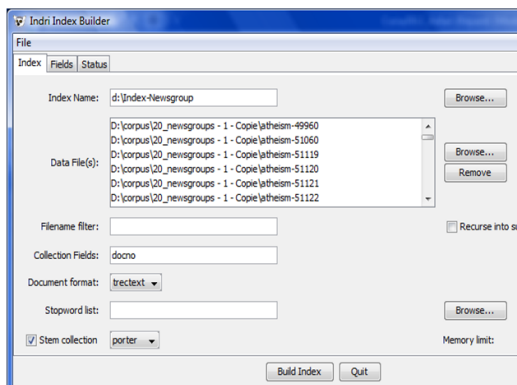 Indri Index Builder
File
Index Fields Status
Index Name: d:\Index-Newsgroup Browse...
D:\corpus\20_newsgroups - 1 - Copie\atheism-49960
D:\corpus\20_newsgroups - 1 - Copie\atheism-51060
D:\corpus\20_newsgroups - 1 - Copie\atheism-51119
Data File(s): D:\corpus\20_newsgroups - 1 - Copie\atheism-51120 Browse...
D:\corpus\20_newsgroups - 1 - Copie\atheism-51121 Remove
D:\corpus\20_newsgroups - 1 - Copie\atheism-51122
Filename filter: Recurse into su
Collection Fields: docno
Document format: trectext
Stopword list: Browse...
Stem collection porter Memory limit:
Build Index Quit